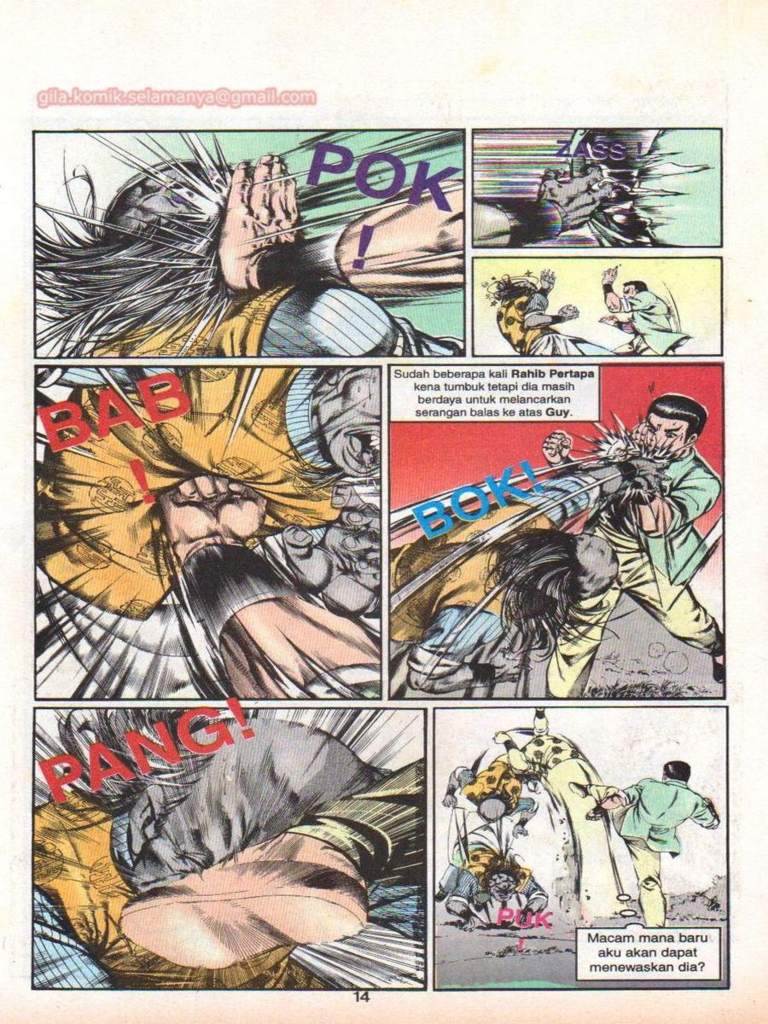 gila.komik.selamanya@gmail.com
POK
!
ZASS !
BAB
!
Sudah beberapa kali Rahib Pertapa
kena tumbuk tetapi dia masih
berdaya untuk melancarkan
serangan balas ke atas Guy.
BOK!
PANG!
PUK
!
Macam mana baru
aku akan dapat
menewaskan dia?
14